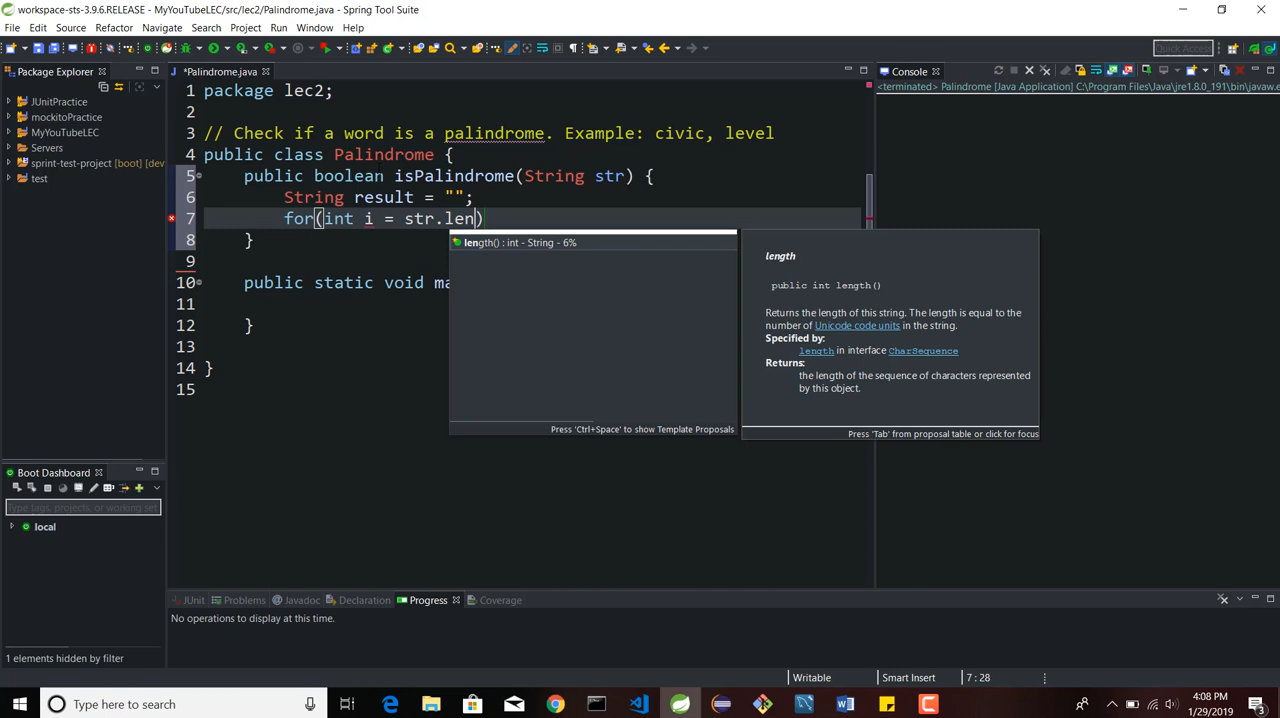 workspace-sts-3.9.6.RELEASE - MyYouTubeLEC/src/lec2/Palindrome.java - Spring Tool Suite
File Edit Source Refactor Navigate Search Project Run Window Help
Quick Access
Package Explorer
JUnitPractice
mockitoPractice
MyYouTubeLEC
Servers
sprint-test-project [boot] [dev
test
*Palindrome.java
1 package lec2;
2
3 // Check if a word is a palindrome. Example: civic, level
4 public class Palindrome {
5 public boolean isPalindrome(String str) {
6 String result = "";
7 for(int i = str.len)
8 }
9
10 public static void ma
11
12 }
13
14 }
15
length() : int - String - 6%
Press 'Ctrl+Space' to show Template Proposals
length
public int length()
Returns the length of this string. The length is equal to the
number of Unicode code units in the string.
Specified by:
length in interface CharSequence
Returns:
the length of the sequence of characters represented
by this object.
Press 'Tab' from proposal table or click for focus
Console
<terminated> Palindrome [Java Application] C:\Program Files\Java\jre1.8.0_191\bin\javaw.e
Boot Dashboard
Type tags, projects, or working set
local
1 elements hidden by filter
JUnit Problems Javadoc Declaration Progress Coverage
No operations to display at this time.
Writable Smart Insert 7 : 28
Type here to search
4:08 PM
1/29/2019
3